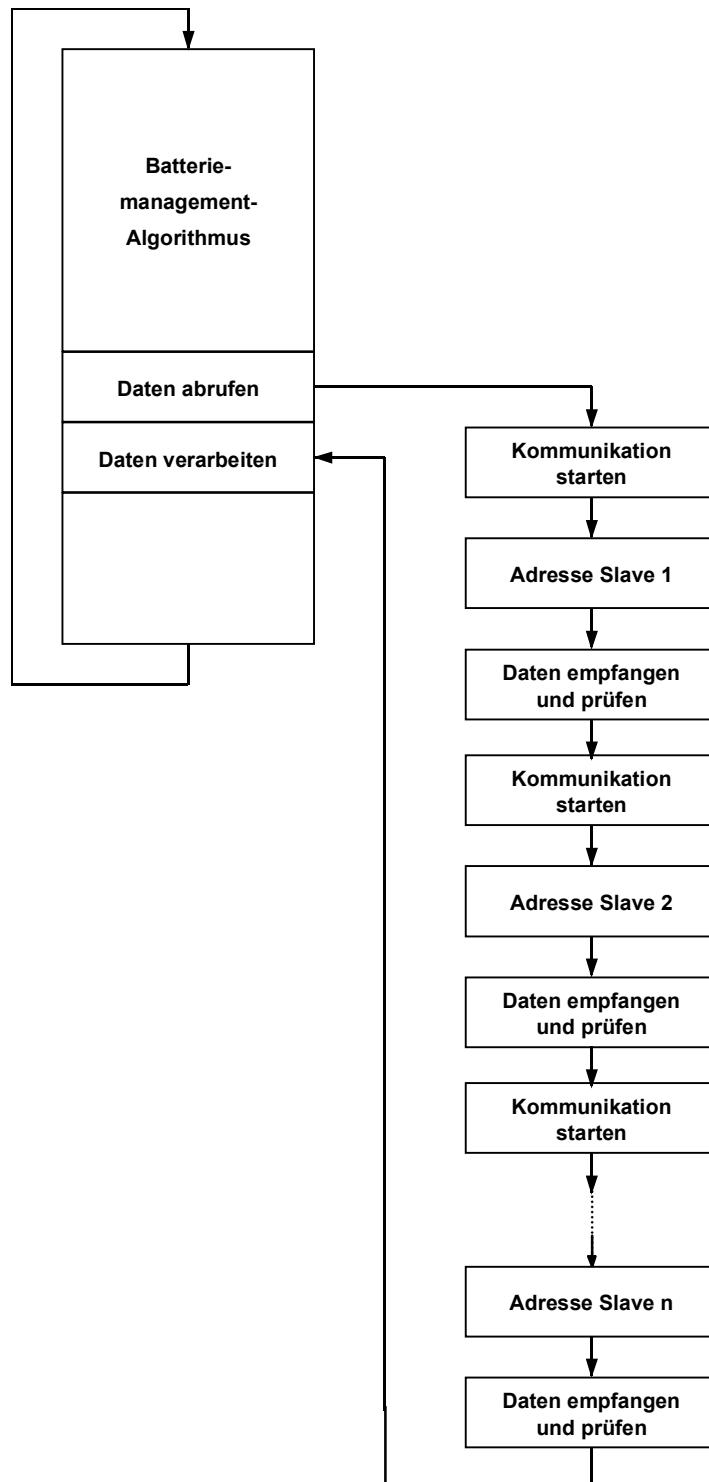 Batterie-
management-
Algorithmus
Daten abrufen
Daten verarbeiten
Kommunikation
starten
Adresse Slave 1
Daten empfangen
und prüfen
Kommunikation
starten
Adresse Slave 2
Daten empfangen
und prüfen
Kommunikation
starten
Adresse Slave n
Daten empfangen
und prüfen